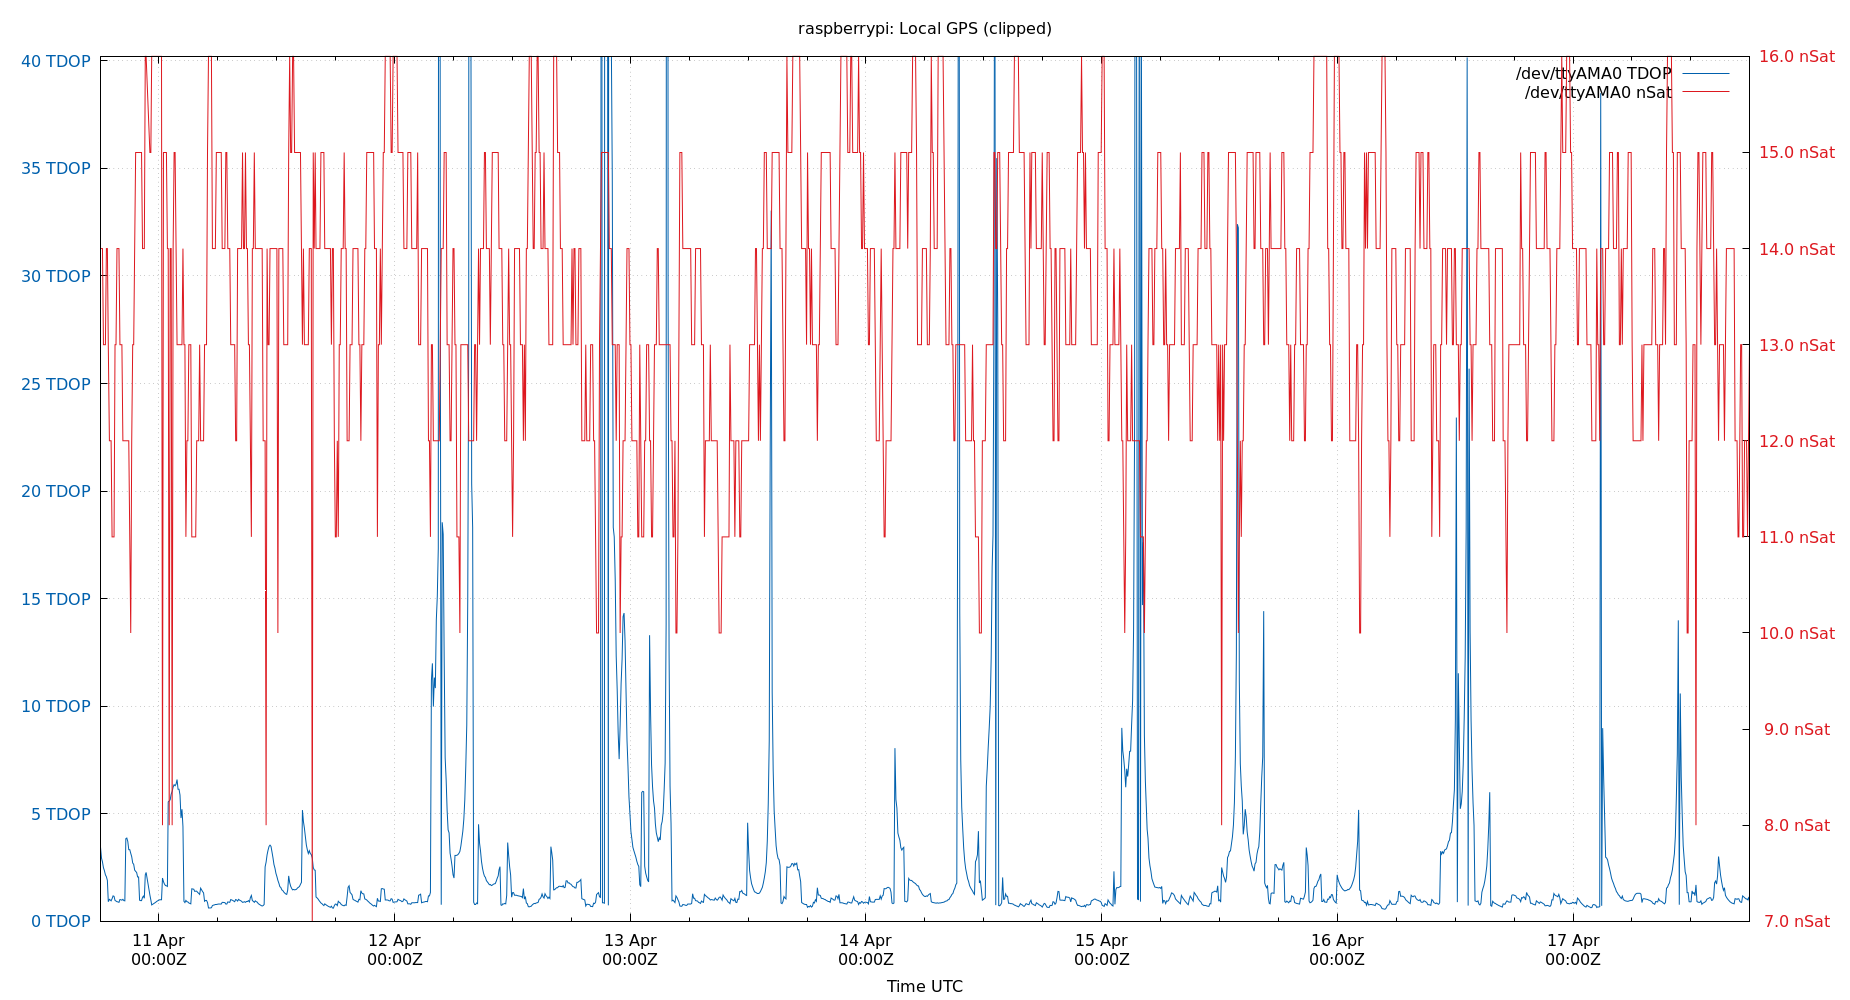 raspberrypi: Local GPS (clipped)
40 TDOP
35 TDOP
30 TDOP
25 TDOP
20 TDOP
15 TDOP
10 TDOP
5 TDOP
0 TDOP
/dev/ttyAMA0 TDOP
/dev/ttyAMA0 nSat
16.0 nSat
15.0 nSat
14.0 nSat
13.0 nSat
12.0 nSat
11.0 nSat
10.0 nSat
9.0 nSat
8.0 nSat
7.0 nSat
11 Apr 12 Apr 13 Apr 14 Apr 15 Apr 16 Apr 17 Apr
00:00Z 00:00Z 00:00Z 00:00Z 00:00Z 00:00Z 00:00Z
Time UTC